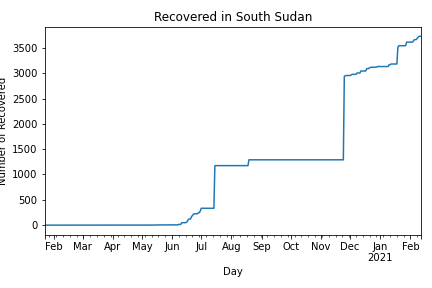 Recovered in South Sudan
Number of Recovered
3500
3000
2500
2000
1500
1000
500
0
Feb Mar Apr May Jun Jul Aug Sep Oct Nov Dec Jan Feb
2021
Day